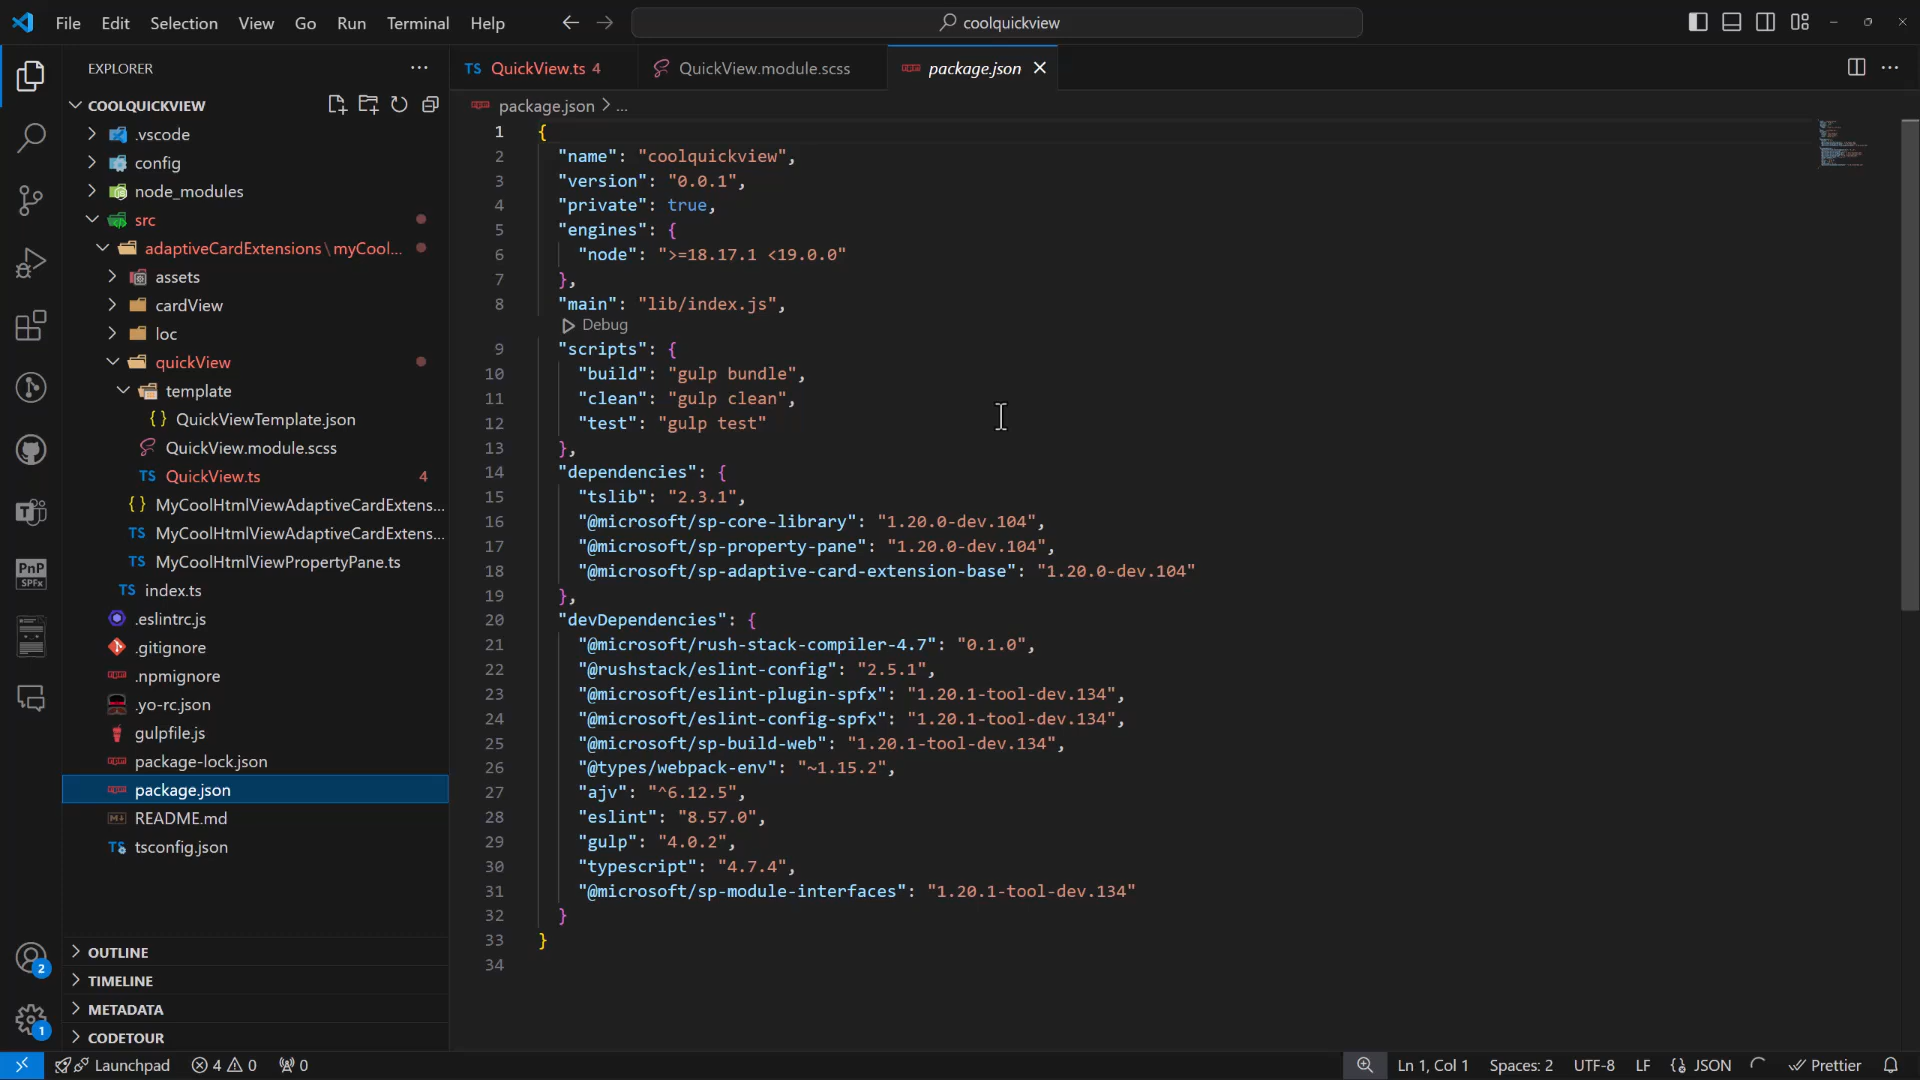 File Edit Selection View Go Run Terminal Help
coolquickview
EXPLORER
COOLQUICKVIEW
.vscode
config
node_modules
src
adaptiveCardExtensions \ myCool...
assets
cardView
loc
quickView
template
{} QuickViewTemplate.json
QuickView.module.scss
TS QuickView.ts 4
{} MyCoolHtmlViewAdaptiveCardExtens...
TS MyCoolHtmlViewAdaptiveCardExtens...
TS MyCoolHtmlViewPropertyPane.ts
TS index.ts
.eslintrc.js
.gitignore
.npmignore
.yo-rc.json
gulpfile.js
package-lock.json
package.json
README.md
tsconfig.json
OUTLINE
TIMELINE
METADATA
CODETOUR
PnP
SPFx
2
1
TS QuickView.ts 4
QuickView.module.scss
package.json
package.json > ...
1 {
2 "name": "coolquickview",
3 "version": "0.0.1",
4 "private": true,
5 "engines": {
6 "node": ">=18.17.1 <19.0.0"
7 },
8 "main": "lib/index.js",
Debug
9 "scripts": {
10 "build": "gulp bundle",
11 "clean": "gulp clean",
12 "test": "gulp test"
13 },
14 "dependencies": {
15 "tslib": "2.3.1",
16 "@microsoft/sp-core-library": "1.20.0-dev.104",
17 "@microsoft/sp-property-pane": "1.20.0-dev.104",
18 "@microsoft/sp-adaptive-card-extension-base": "1.20.0-dev.104"
19 },
20 "devDependencies": {
21 "@microsoft/rush-stack-compiler-4.7": "0.1.0",
22 "@rushstack/eslint-config": "2.5.1",
23 "@microsoft/eslint-plugin-spfx": "1.20.1-tool-dev.134",
24 "@microsoft/eslint-config-spfx": "1.20.1-tool-dev.134",
25 "@microsoft/sp-build-web": "1.20.1-tool-dev.134",
26 "@types/webpack-env": "~1.15.2",
27 "ajv": "^6.12.5",
28 "eslint": "8.57.0",
29 "gulp": "4.0.2",
30 "typescript": "4.7.4",
31 "@microsoft/sp-module-interfaces": "1.20.1-tool-dev.134"
32 }
33 }
34
Launchpad 4 0 0
Ln 1, Col 1 Spaces: 2 UTF-8 LF {} JSON Prettier